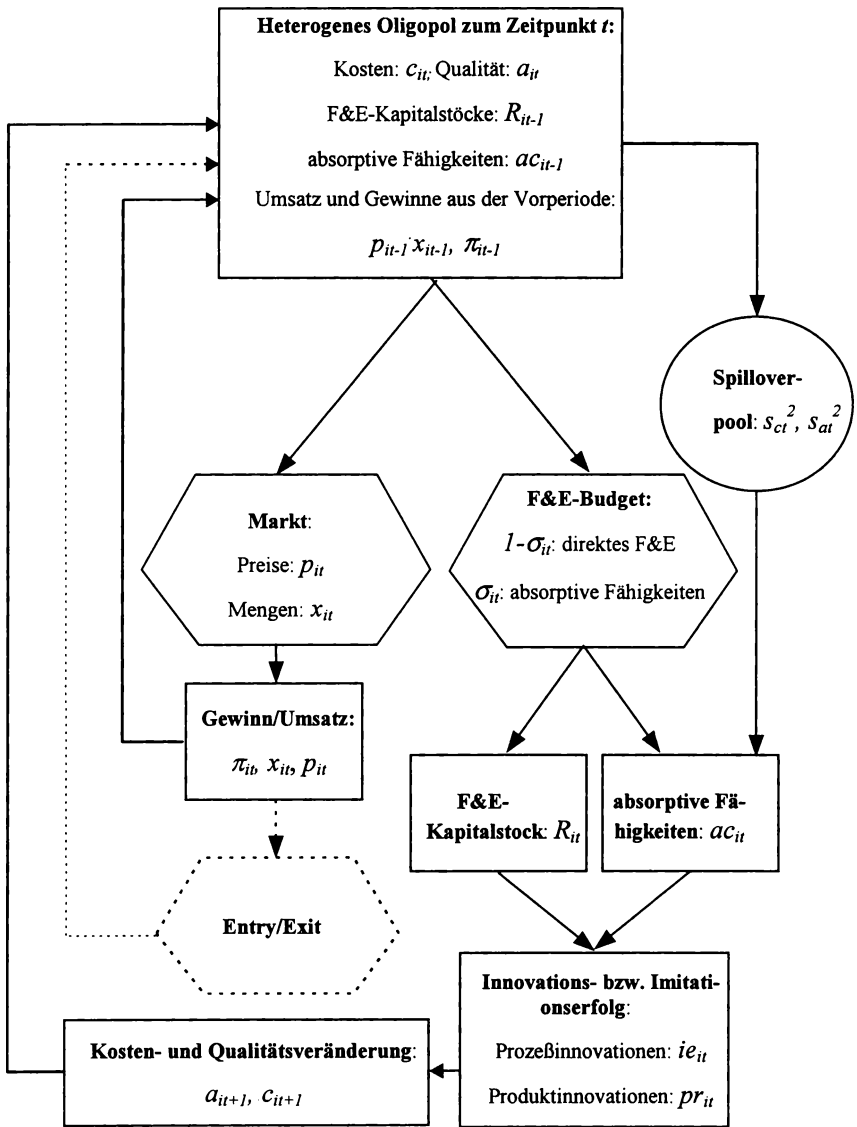 Heterogenes Oligopol zum Zeitpunkt t:
Kosten: c_it; Qualität: a_it
F&E-Kapitalstöcke: R_it-1
absorptive Fähigkeiten: ac_it-1
Umsatz und Gewinne aus der Vorperiode:
p_it-1·x_it-1, π_it-1
Spillover-
pool: s_ct², s_at²
Markt:
Preise: p_it
Mengen: x_it
F&E-Budget:
1-σ_it: direktes F&E
σ_it: absorptive Fähigkeiten
Gewinn/Umsatz:
π_it, x_it, p_it
F&E-
Kapitalstock: R_it
absorptive Fä-
higkeiten: ac_it
Entry/Exit
Innovations- bzw. Imitati-
onserfolg:
Prozeßinnovationen: ie_it
Produktinnovationen: pr_it
Kosten- und Qualitätsveränderung:
a_it+1, c_it+1